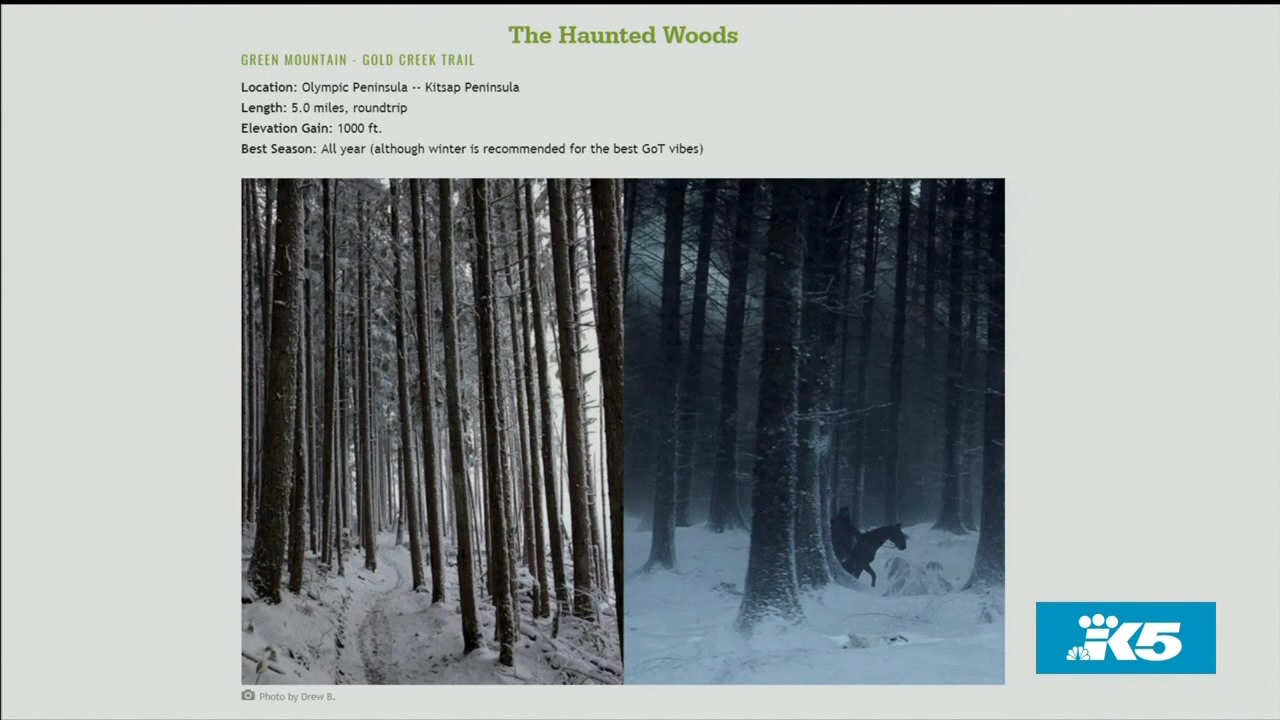 The Haunted Woods
GREEN MOUNTAIN - GOLD CREEK TRAIL
Location: Olympic Peninsula -- Kitsap Peninsula
Length: 5.0 miles, roundtrip
Elevation Gain: 1000 ft.
Best Season: All year (although winter is recommended for the best GoT vibes)
Photo by Drew B.
K5